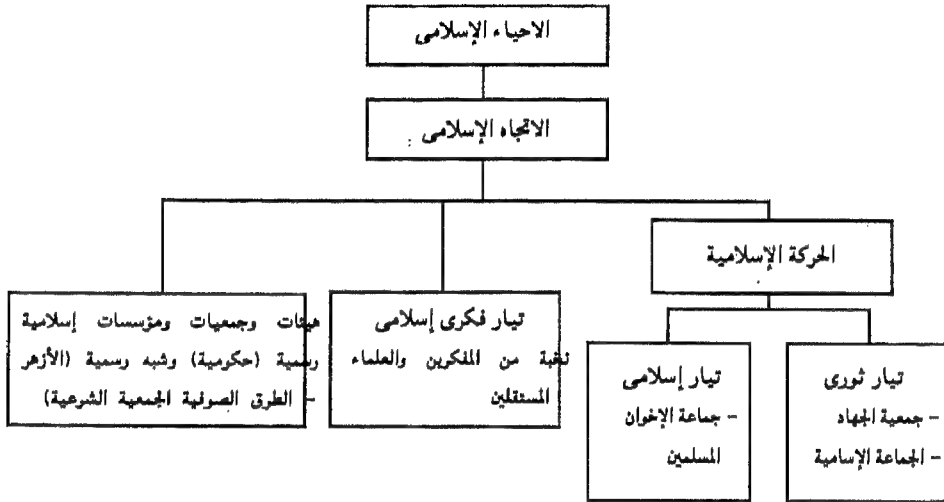 الاحياء الإسلامى
الاتجاه الإسلامى
الحركة الإسلامية
تيار ثورى
– جمعية الجهاد
– الجماعة الإسامية
تيار إسلامى
– جماعة الإخوان
المسلمين
تيار فكرى إسلامى
نخبة من المفكرين والعلماء
المستقلين
هيئات وجمعيات ومؤسسات إسلامية
رسمية (حكومية) وشبه رسمية (الأزهر
– الطرق الصوفية الجمعية الشرعية)